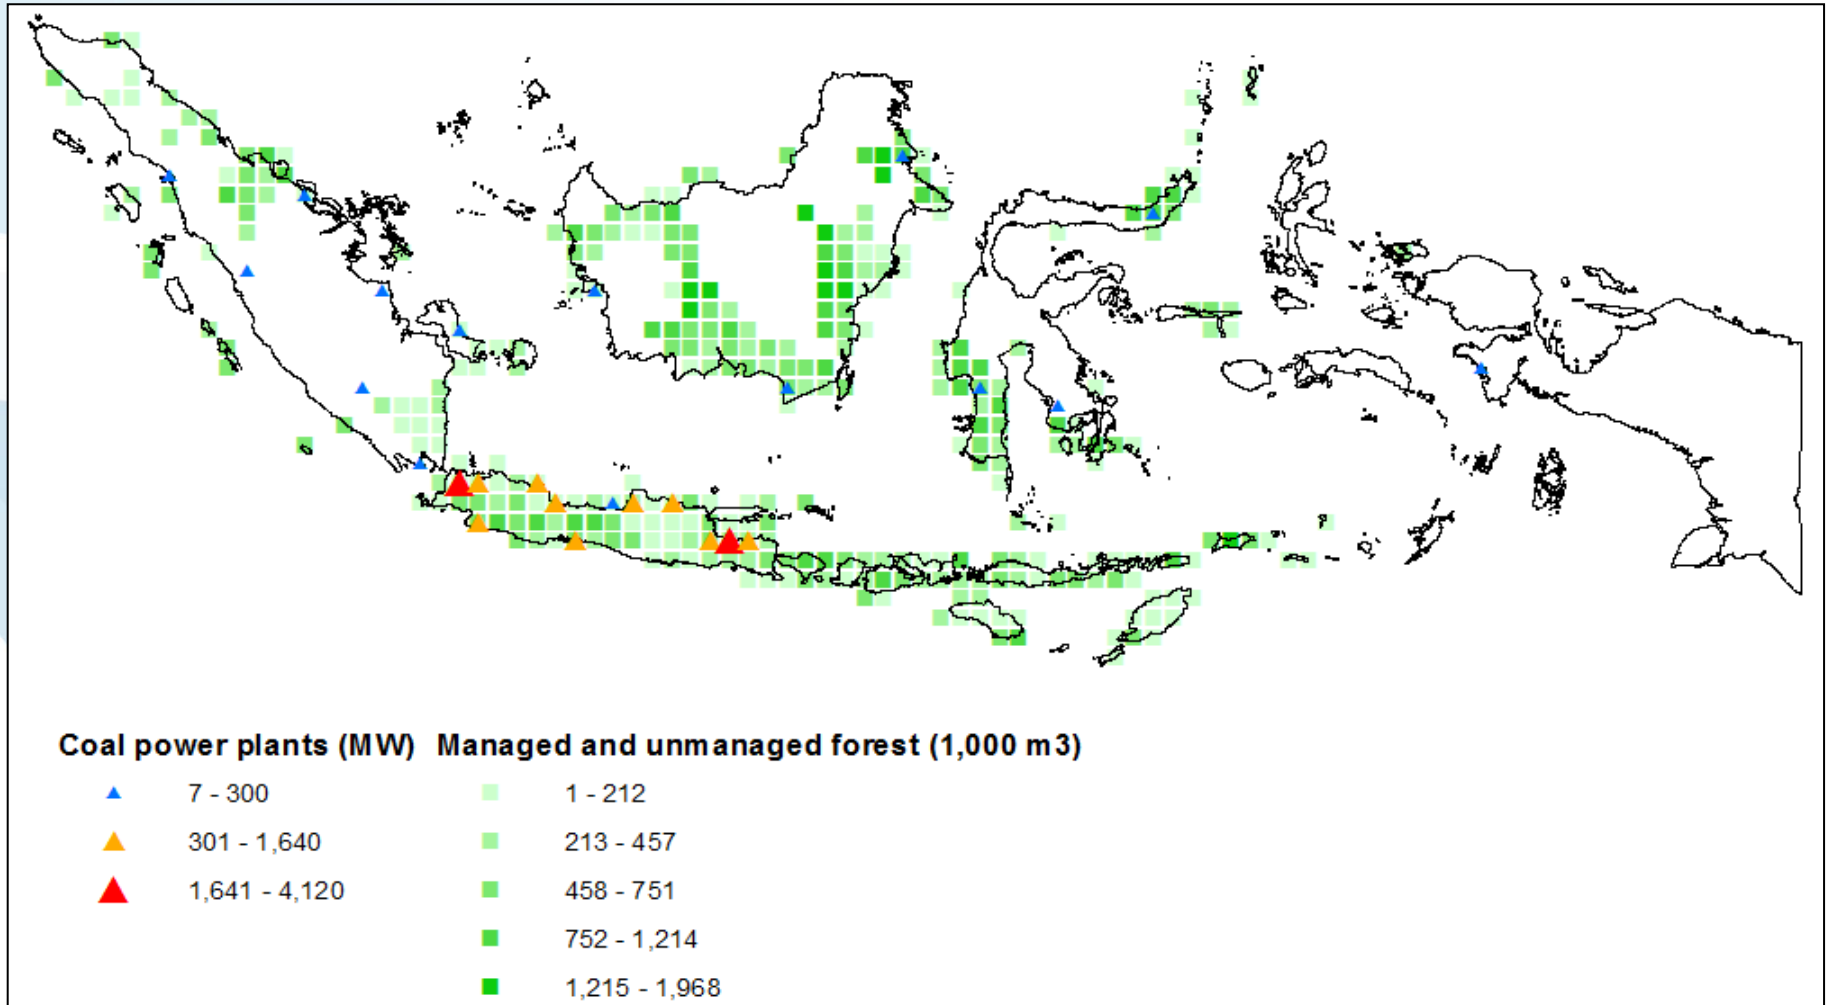 Coal power plants (MW) Managed and unmanaged forest (1,000 m3)
7 - 300 1 - 212
301 - 1,640 213 - 457
1,641 - 4,120 458 - 751
752 - 1,214
1,215 - 1,968